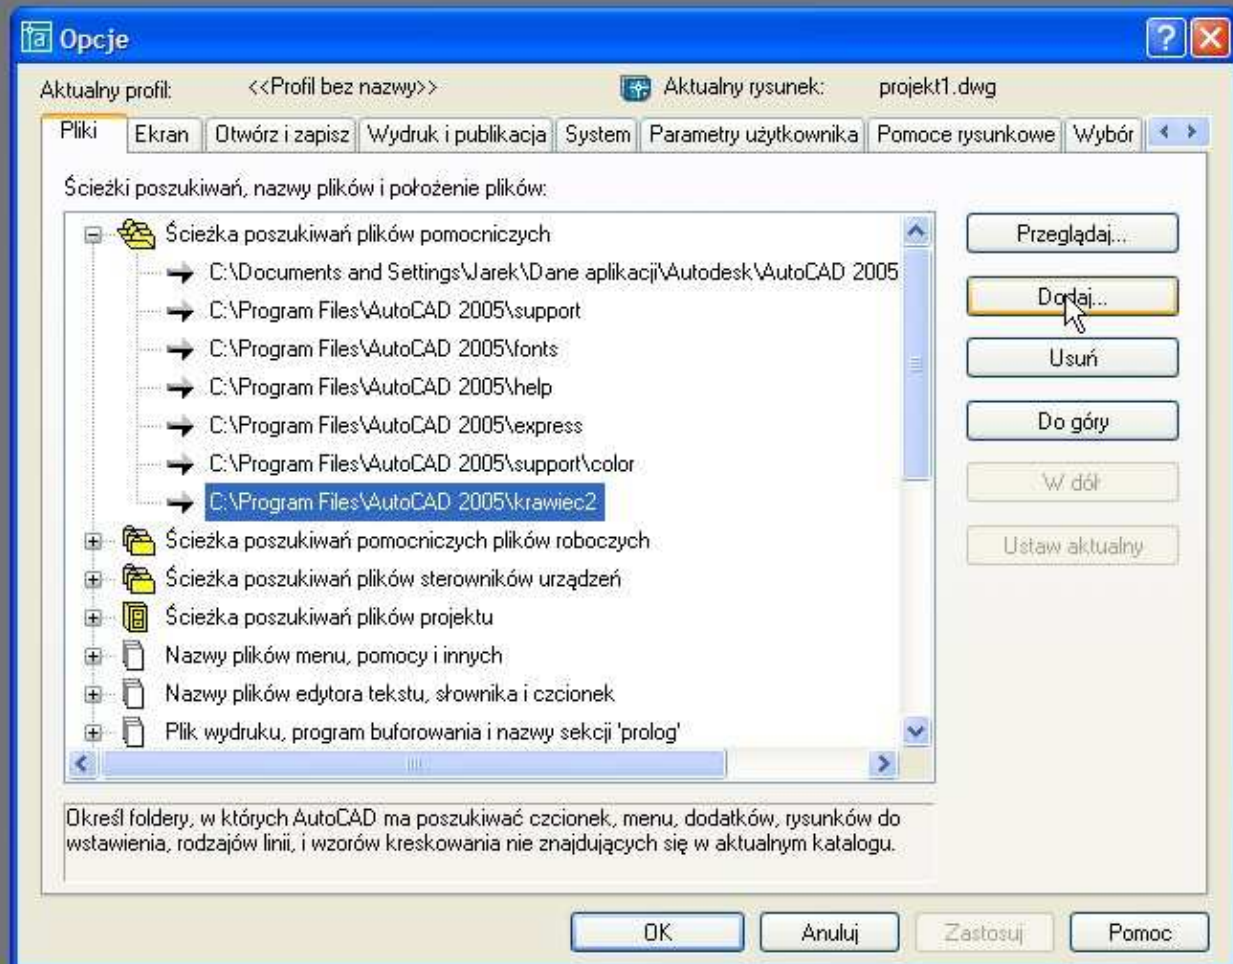 Opcje
Aktualny profil: <<Profil bez nazwy>> Aktualny rysunek: projekt1.dwg
Pliki Ekran Otwórz i zapisz Wydruk i publikacja System Parametry użytkownika Pomoce rysunkowe Wybór
Ścieżki poszukiwań, nazwy plików i położenie plików:
Ścieżka poszukiwań plików pomocniczych
C:\Documents and Settings\Jarek\Dane aplikacji\Autodesk\AutoCAD 2005
C:\Program Files\AutoCAD 2005\support
C:\Program Files\AutoCAD 2005\fonts
C:\Program Files\AutoCAD 2005\help
C:\Program Files\AutoCAD 2005\express
C:\Program Files\AutoCAD 2005\support\color
C:\Program Files\AutoCAD 2005\krawiec2
Ścieżka poszukiwań pomocniczych plików roboczych
Ścieżka poszukiwań plików sterowników urządzeń
Ścieżka poszukiwań plików projektu
Nazwy plików menu, pomocy i innych
Nazwy plików edytora tekstu, słownika i czcionek
Plik wydruku, program buforowania i nazwy sekcji 'prolog'
Przeglądaj...
Dodaj...
Usuń
Do góry
W dół
Ustaw aktualny
Określ foldery, w których AutoCAD ma poszukiwać czcionek, menu, dodatków, rysunków do
wstawienia, rodzajów linii, i wzorów kreskowania nie znajdujących się w aktualnym katalogu.
OK Anuluj Zastosuj Pomoc